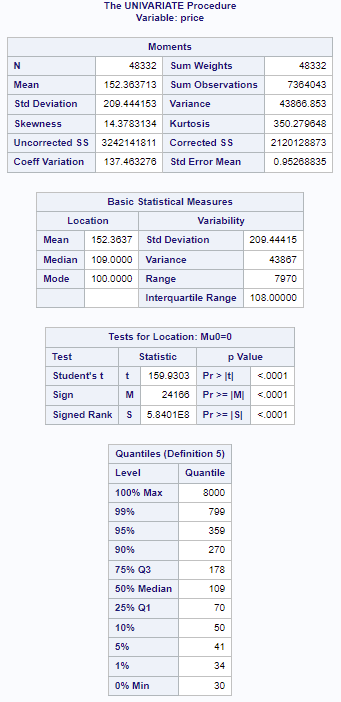 The UNIVARIATE Procedure
Variable: price
Moments
N 48332 Sum Weights 48332
Mean 152.363713 Sum Observations 7364043
Std Deviation 209.444153 Variance 43866.853
Skewness 14.3783134 Kurtosis 350.279648
Uncorrected SS 3242141811 Corrected SS 2120128873
Coeff Variation 137.463276 Std Error Mean 0.95268835
Basic Statistical Measures
Location Variability
Mean 152.3637 Std Deviation 209.44415
Median 109.0000 Variance 43867
Mode 100.0000 Range 7970
Interquartile Range 108.00000
Tests for Location: Mu0=0
Test Statistic p Value
Student's t t 159.9303 Pr > |t| <.0001
Sign M 24166 Pr >= |M| <.0001
Signed Rank S 5.8401E8 Pr >= |S| <.0001
Quantiles (Definition 5)
Level Quantile
100% Max 8000
99% 799
95% 359
90% 270
75% Q3 178
50% Median 109
25% Q1 70
10% 50
5% 41
1% 34
0% Min 30